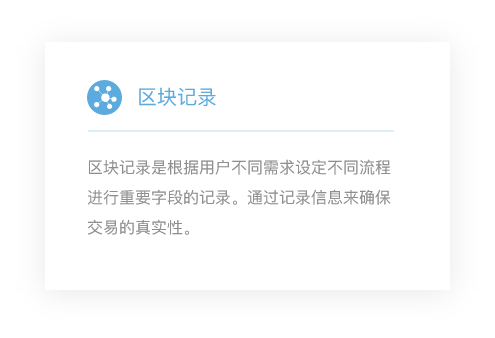 区块记录
区块记录是根据用户不同需求设定不同流程
进行重要字段的记录。通过记录信息来确保
交易的真实性。